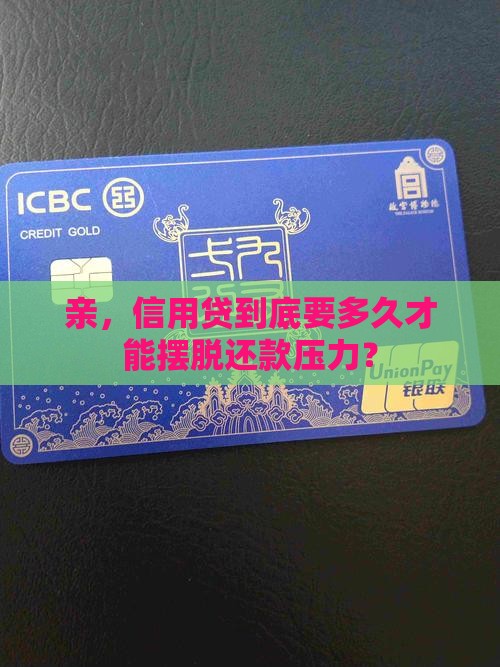 ICBC
CREDIT GOLD
故宫博物院
THE PALACE MUSEUM
亲，信用贷到底要多久才
能摆脱还款压力？
UnionPay
银联